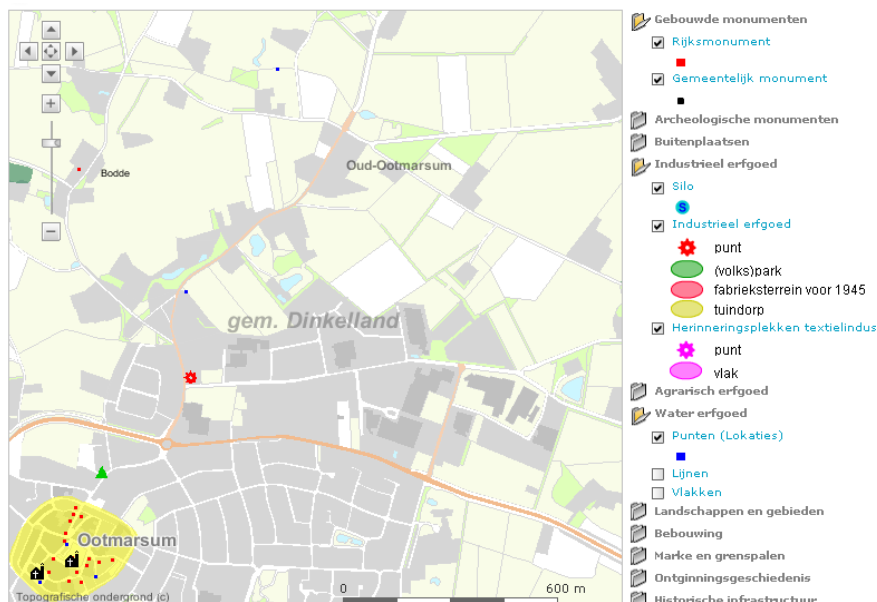 Bodde
Oud-Ootmarsum
gem. Dinkelland
Ootmarsum
Topografische ondergrond (c)
0
600 m
Gebouwde monumenten
Rijksmonument
Gemeentelijk monument
Archeologische monumenten
Buitenplaatsen
Industrieel erfgoed
Silo
S
Industrieel erfgoed
punt
(volks)park
fabrieksterrein voor 1945
tuindorp
Herinneringsplekken textielindus
punt
vlak
Agrarisch erfgoed
Water erfgoed
Punten (Lokaties)
Lijnen
Vlakken
Landschappen en gebieden
Bebouwing
Marke en grenspalen
Ontginningsgeschiedenis
Historische infrastructuur